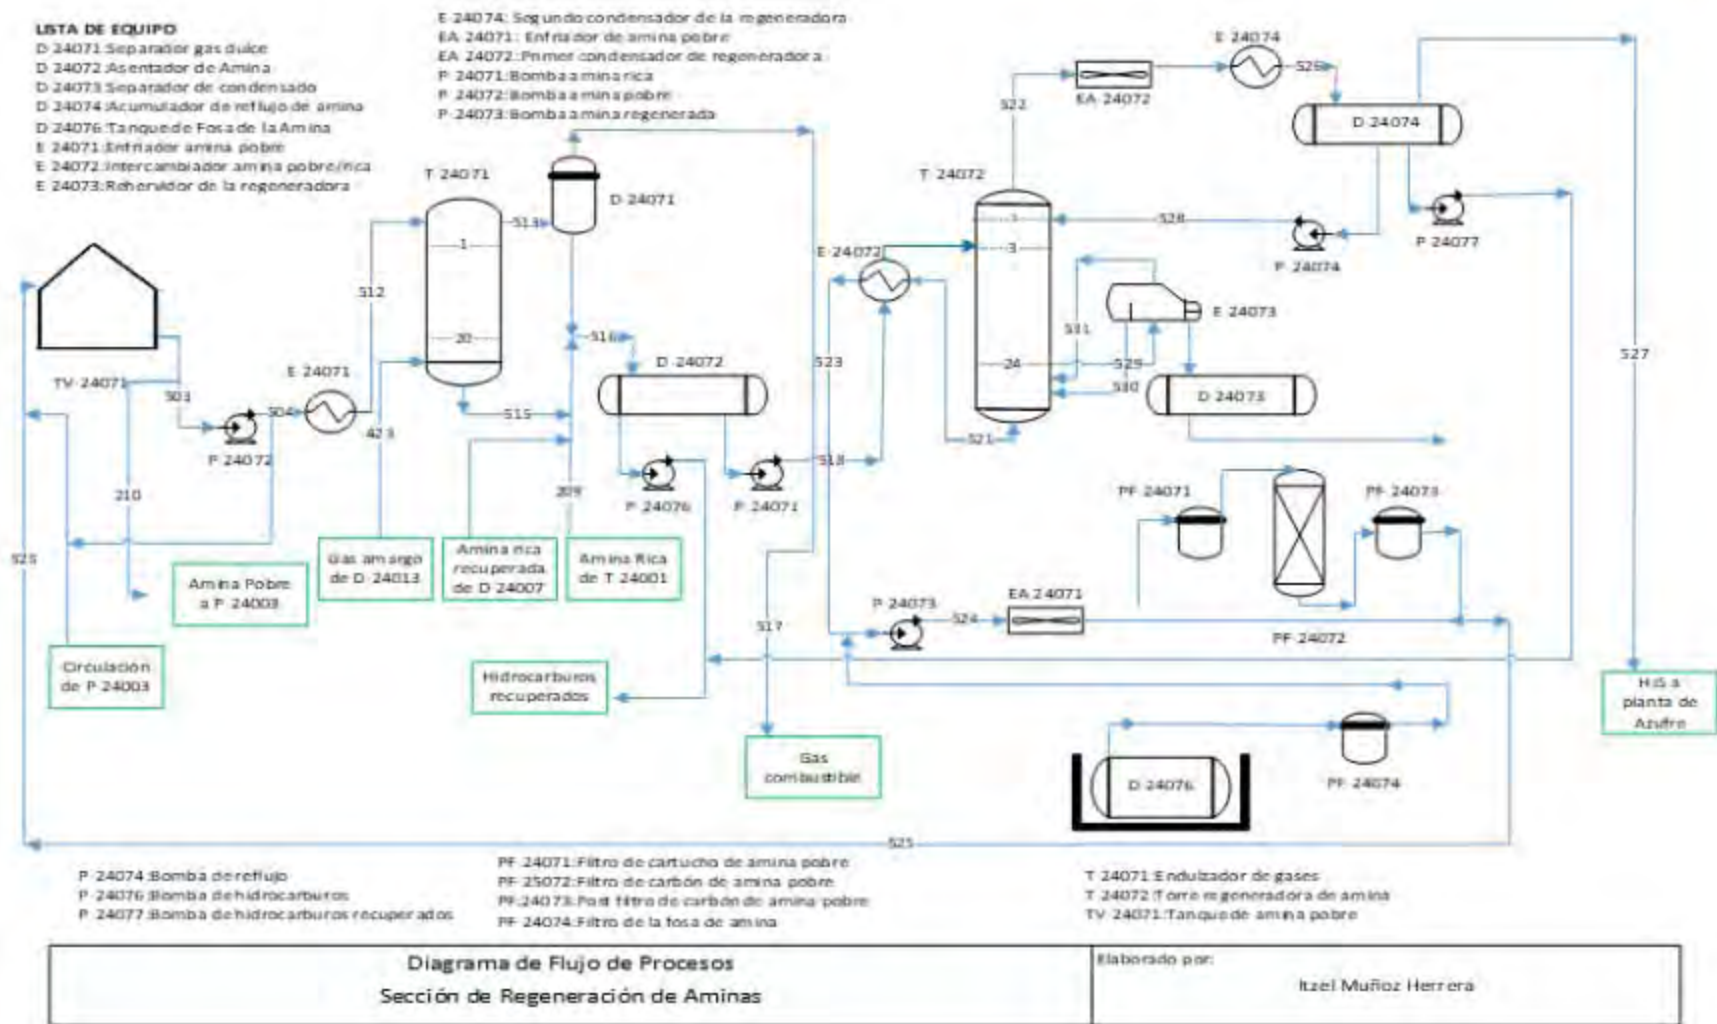 LISTA DE EQUIPO
D 24071:Separador gas dulce
D 24072:Asentador de Amina
D 24073:Separador de condensado
D 24074:Acumulador de reflujo de amina
D 24076:Tanque de Fosa de la Amina
E 24071:Enfriador amina pobre
E 24072:Intercambiador amina pobre/rica
E 24073:Rehervidor de la regeneradora
E 24074: Segundo condensador de la regeneradora
EA 24071: Enfriador de amina pobre
EA 24072:Primer condensador de regeneradora
P 24071:Bomba amina rica
P 24072:Bomba amina pobre
P 24073:Bomba amina regenerada
T 24071
D 24071
513
1
20
512
TV 24071
503
504
E 24071
423
P 24072
210
525
515
516
D 24072
209
P 24076
P 24071
518
523
E 24072
T 24072
522
EA 24072
E 24074
526
D 24074
528
P 24074
P 24077
1
3
24
531
529
530
E 24073
D 24073
521
527
PF 24071
PF 24073
PF 24072
P 24073
524
EA 24071
517
Amina Pobre
a P 24003
Gas amargo
de D 24013
Amina rica
recuperada
de D 24007
Amina Rica
de T 24001
Circulación
de P 24003
Hidrocarburos
recuperados
Gas
combustible
H2S a
planta de
Azufre
D 24076
PF 24074
525
P 24074:Bomba de reflujo
P 24076:Bomba de hidrocarburos
P 24077:Bomba de hidrocarburos recuperados
PF 24071:Filtro de cartucho de amina pobre
PF 25072:Filtro de carbón de amina pobre
PF:24073:Post filtro de carbón de amina pobre
PF 24074:Filtro de la fosa de amina
T 24071:Endulzador de gases
T 24072:Torre regeneradora de amina
TV 24071:Tanque de amina pobre
Diagrama de Flujo de Procesos
Sección de Regeneración de Aminas
Elaborado por:
Itzel Muñoz Herrera